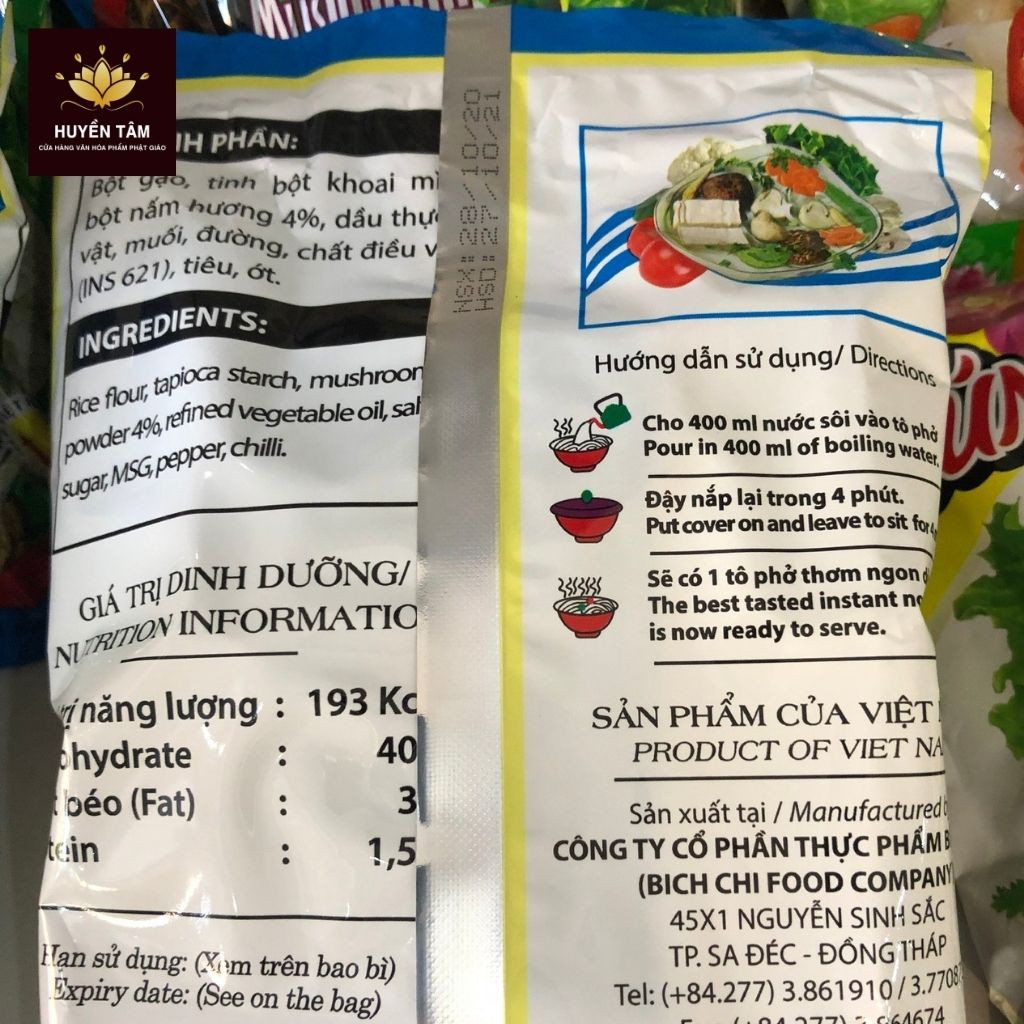 HUYỀN TÂM
CỬA HÀNG VĂN HÓA PHẨM PHẬT GIÁO
PHẦN:
Bột gạo, tinh bột khoai mì
bột nấm hương 4%, dầu thực
vật, muối, đường, chất điều v
(INS 621), tiêu, ớt.
INGREDIENTS:
Rice flour, tapioca starch, mushroom
powder 4%, refined vegetable oil, sal
sugar, MSG, pepper, chilli.
GIÁ TRỊ DINH DƯỠNG/
NUTRITION INFORMATIO
trị năng lượng : 193 Kc
ohydrate : 40
béo (Fat) : 3
tein : 1,5
Hạn sử dụng: (Xem trên bao bì)
Expiry date: (See on the bag)
NSX: 28/10/20
HSD: 27/10/21
Hướng dẫn sử dụng/ Directions
Cho 400 ml nước sôi vào tô phở
Pour in 400 ml of boiling water.
Đậy nắp lại trong 4 phút.
Put cover on and leave to sit for 4
Sẽ có 1 tô phở thơm ngon
The best tasted instant no
is now ready to serve.
SẢN PHẨM CỦA VIỆT
PRODUCT OF VIET NA
Sản xuất tại / Manufactured
CÔNG TY CỔ PHẦN THỰC PHẨM B
(BICH CHI FOOD COMPANY
45X1 NGUYỄN SINH SẮC
TP. SA ĐÉC - ĐỒNG THÁP
Tel: (+84.277) 3.861910 / 3.7708